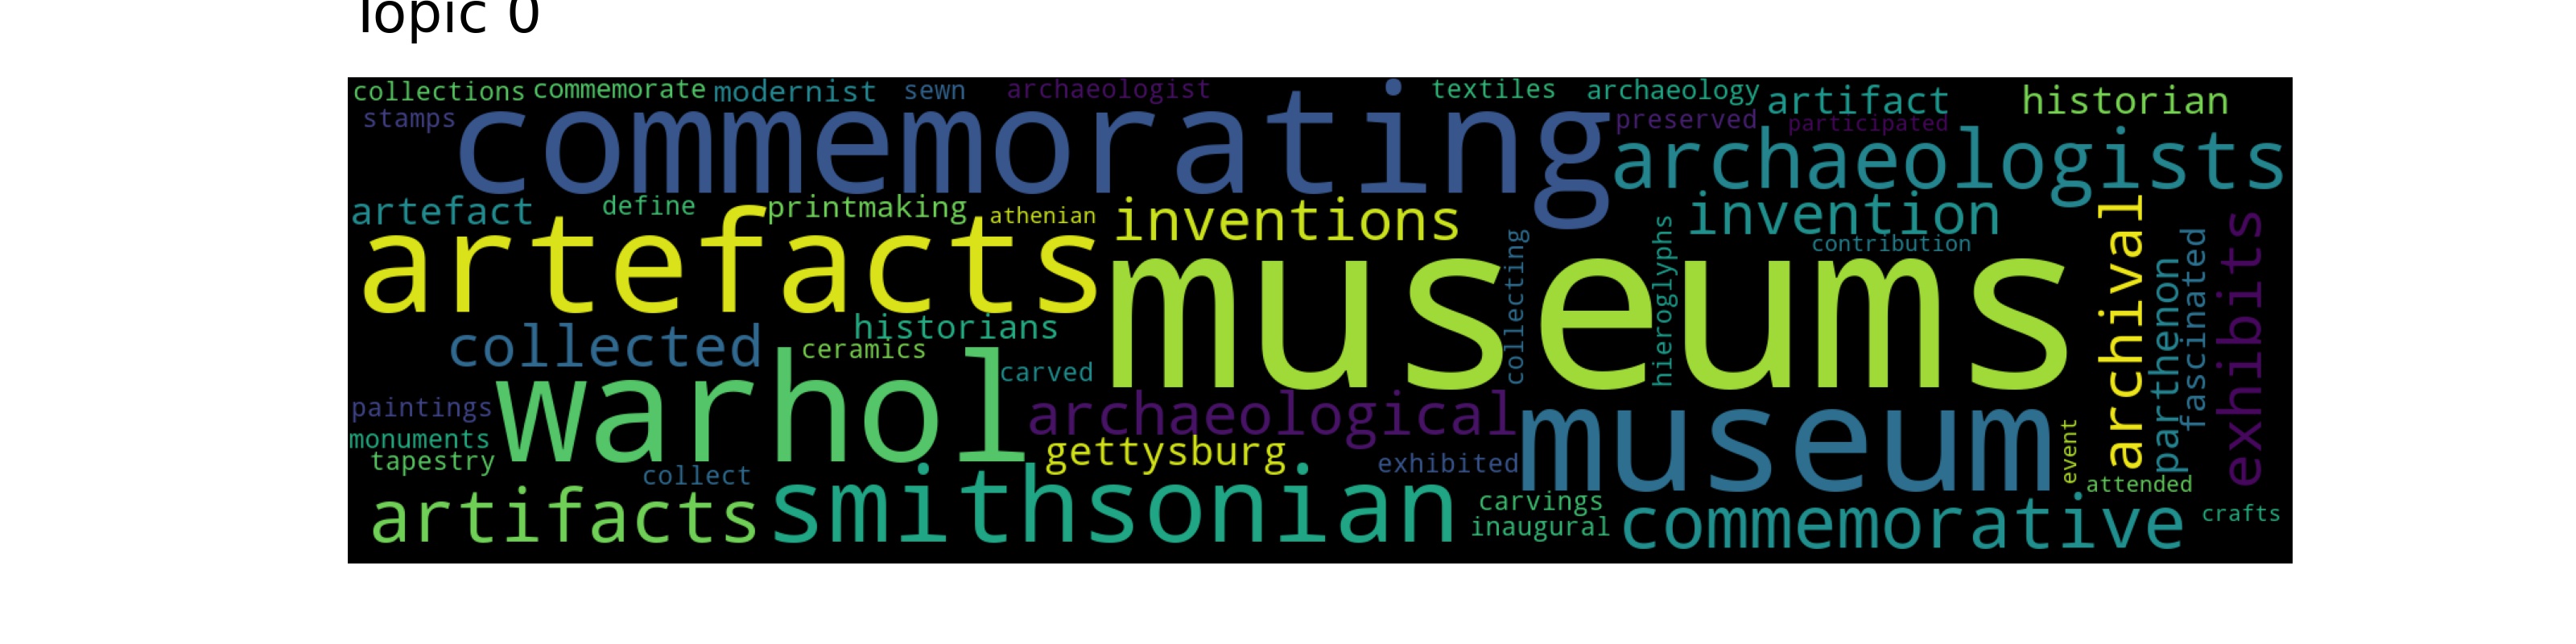 Topic 0
collections commemorate modernist sewn archaeologist textiles archaeology artifact historian
stamps commemorating preserved participated archaeologists
artefact define printmaking athenian inventions invention
artefacts museums collecting hieroglyphs contribution archival parthenon fascinated exhibits
collected historians
ceramics
warhol carved
paintings archaeological museum
monuments gettysburg event
tapestry collect exhibited attended
artifacts smithsonian carvings commemorative crafts
inaugural